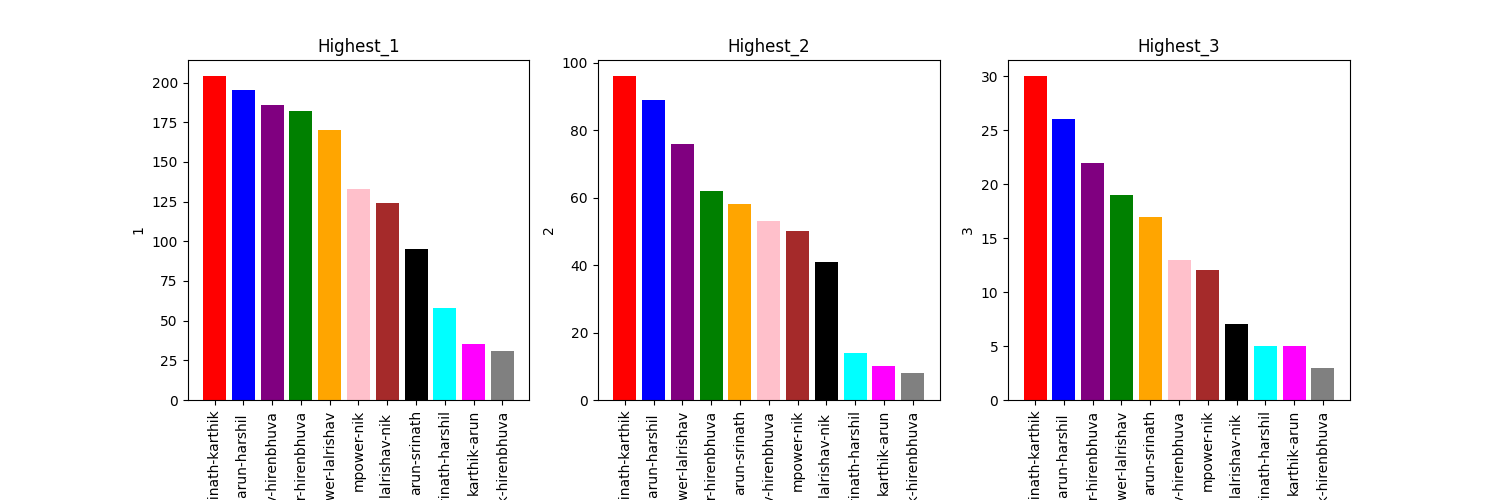 Highest_1
200
175
150
125
100
75
50
25
0
1
inath-karthik
arun-harshil
-hirenbhuva
r-hirenbhuva
wer-lalrishav
mpower-nik
lalrishav-nik
arun-srinath
inath-harshil
karthik-arun
-hirenbhuva
Highest_2
100
80
60
40
20
0
2
inath-karthik
arun-harshil
wer-lalrishav
r-hirenbhuva
arun-srinath
-hirenbhuva
mpower-nik
lalrishav-nik
inath-harshil
karthik-arun
-hirenbhuva
Highest_3
30
25
20
15
10
5
0
3
inath-karthik
arun-harshil
r-hirenbhuva
wer-lalrishav
arun-srinath
-hirenbhuva
mpower-nik
lalrishav-nik
inath-harshil
karthik-arun
-hirenbhuva